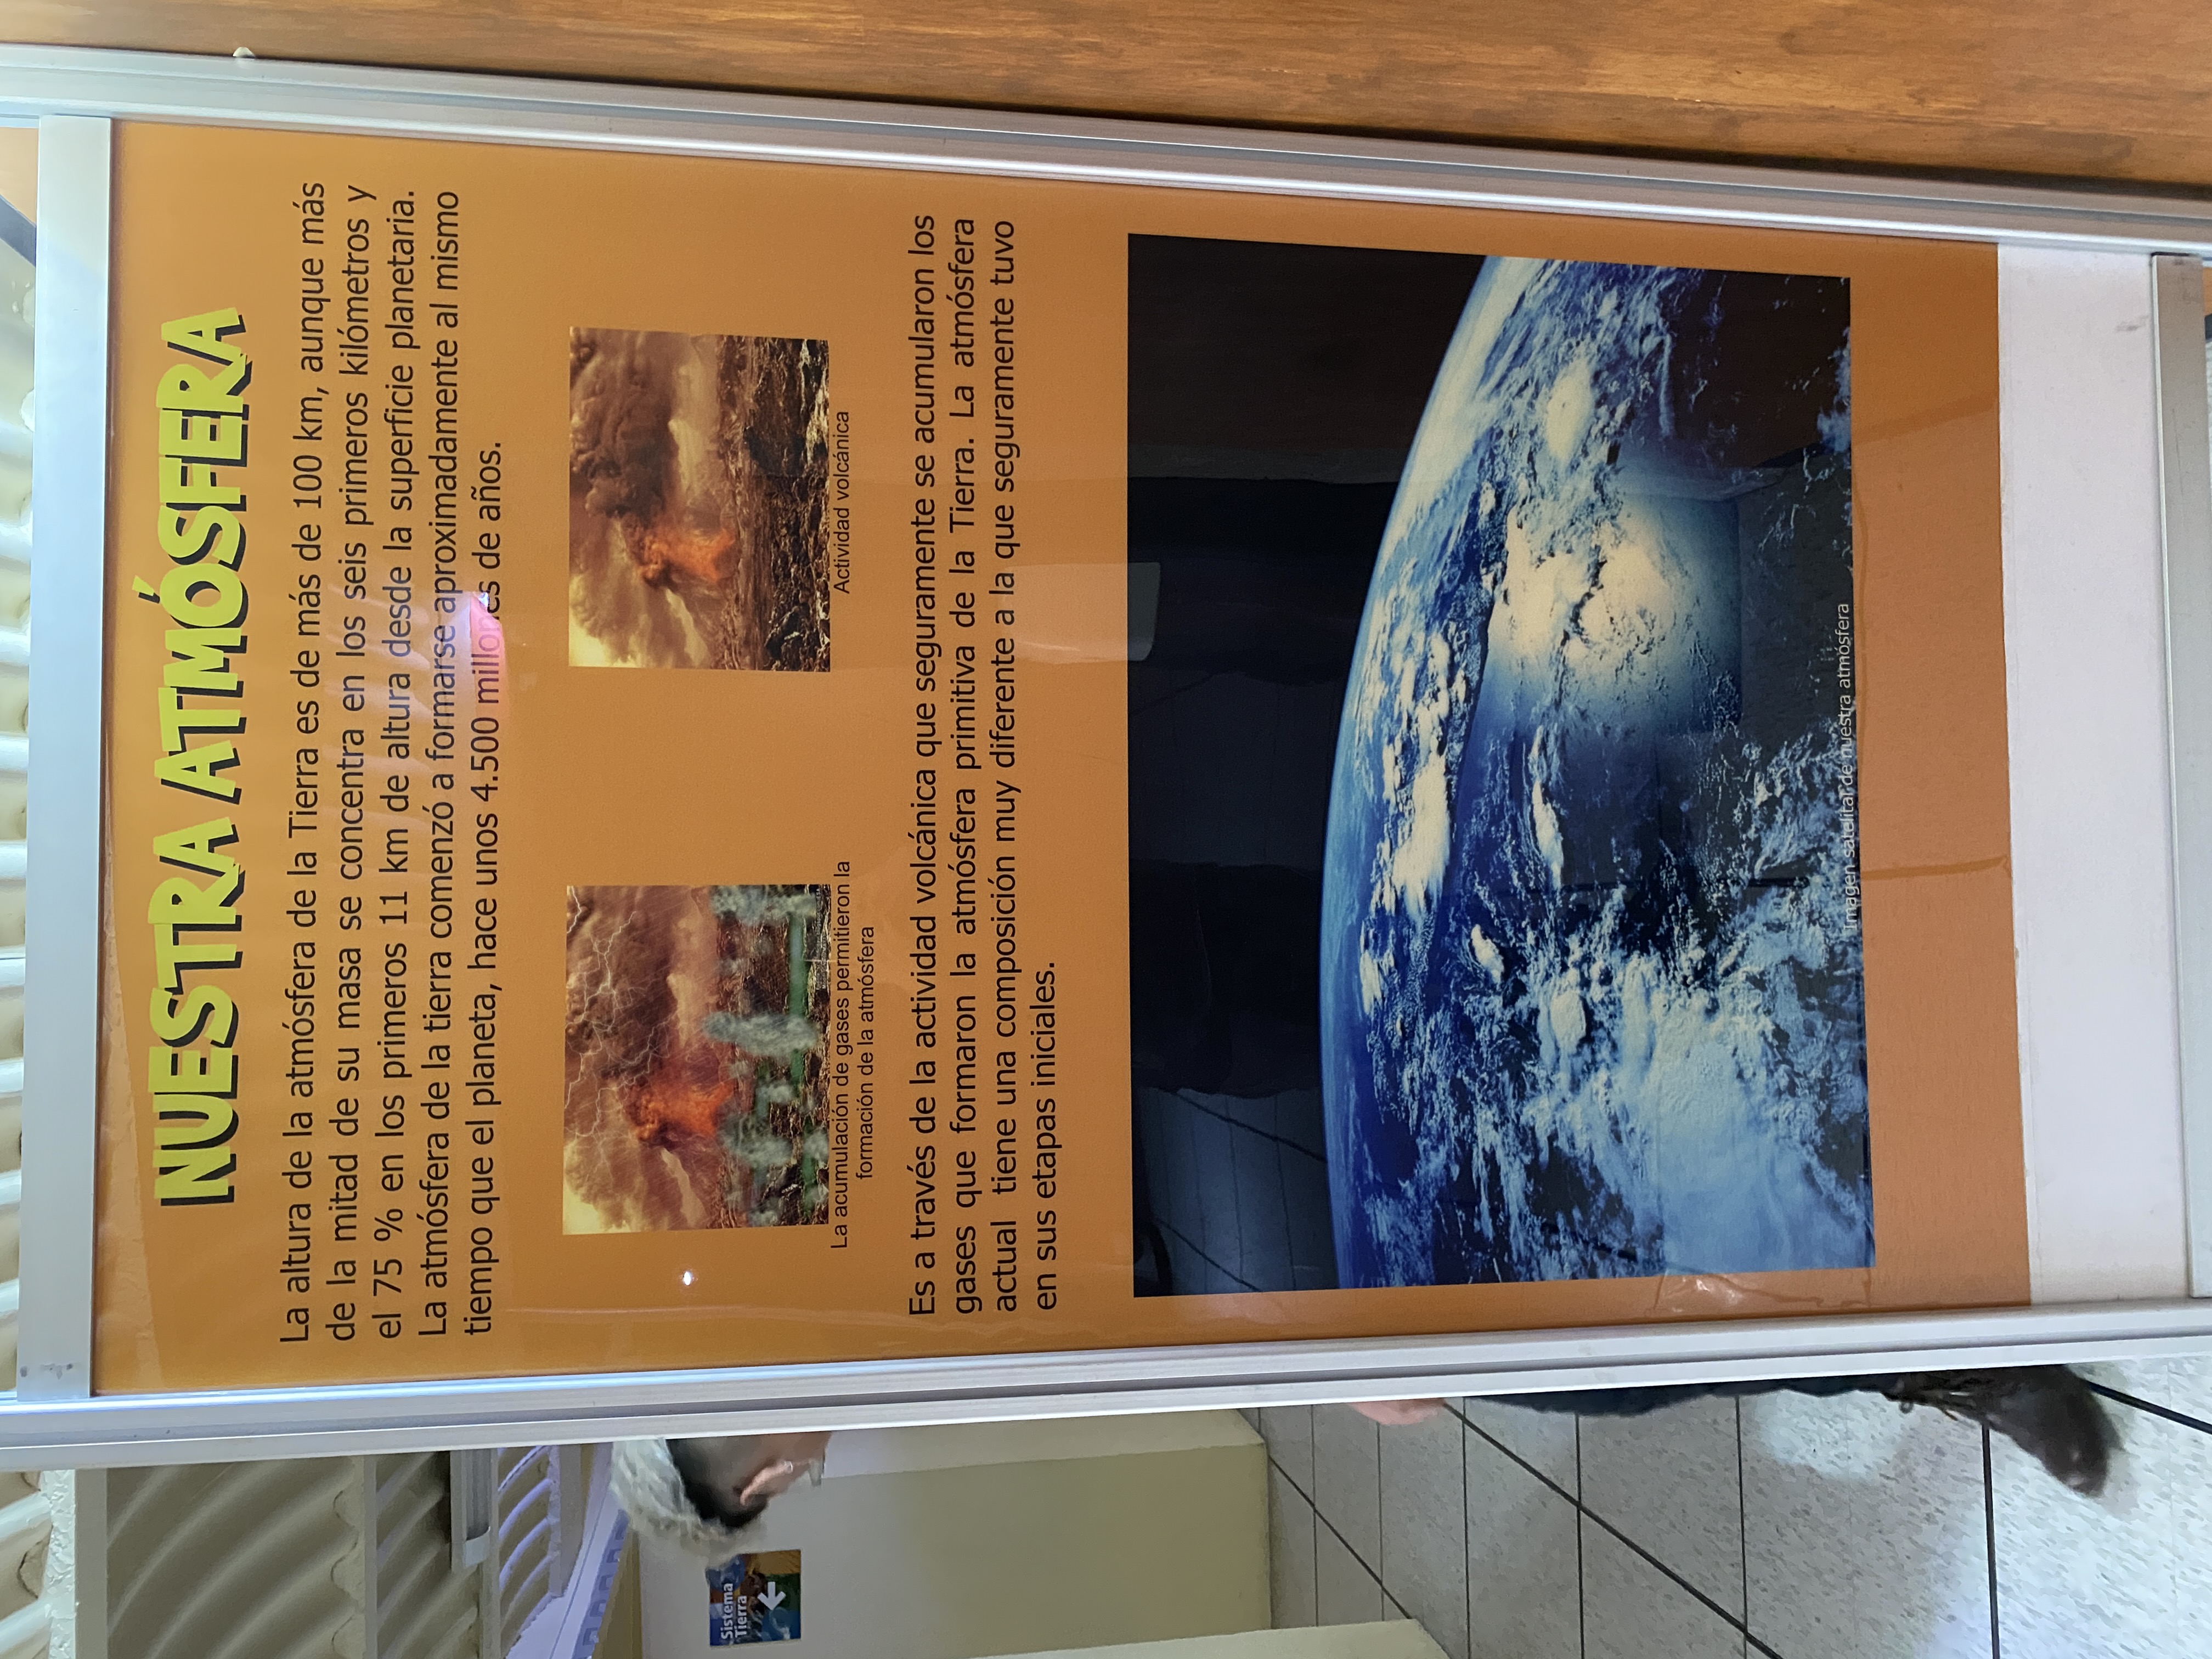 NUESTRA ATMÓSFERA
La altura de la atmósfera de la Tierra es de más de 100 km, aunque más
de la mitad de su masa se concentra en los seis primeros kilómetros y
el 75 % en los primeros 11 km de altura desde la superficie planetaria.
La atmósfera de la tierra comenzó a formarse aproximadamente al mismo
tiempo que el planeta, hace unos 4.500 millones de años.
Sistema
Tierra
La acumulación de gases permitieron la
formación de la atmósfera
Actividad volcánica
Es a través de la actividad volcánica que seguramente se acumularon los
gases que formaron la atmósfera primitiva de la Tierra. La atmósfera
actual tiene una composición muy diferente a la que seguramente tuvo
en sus etapas iniciales.
Imagen satelital de nuestra atmósfera